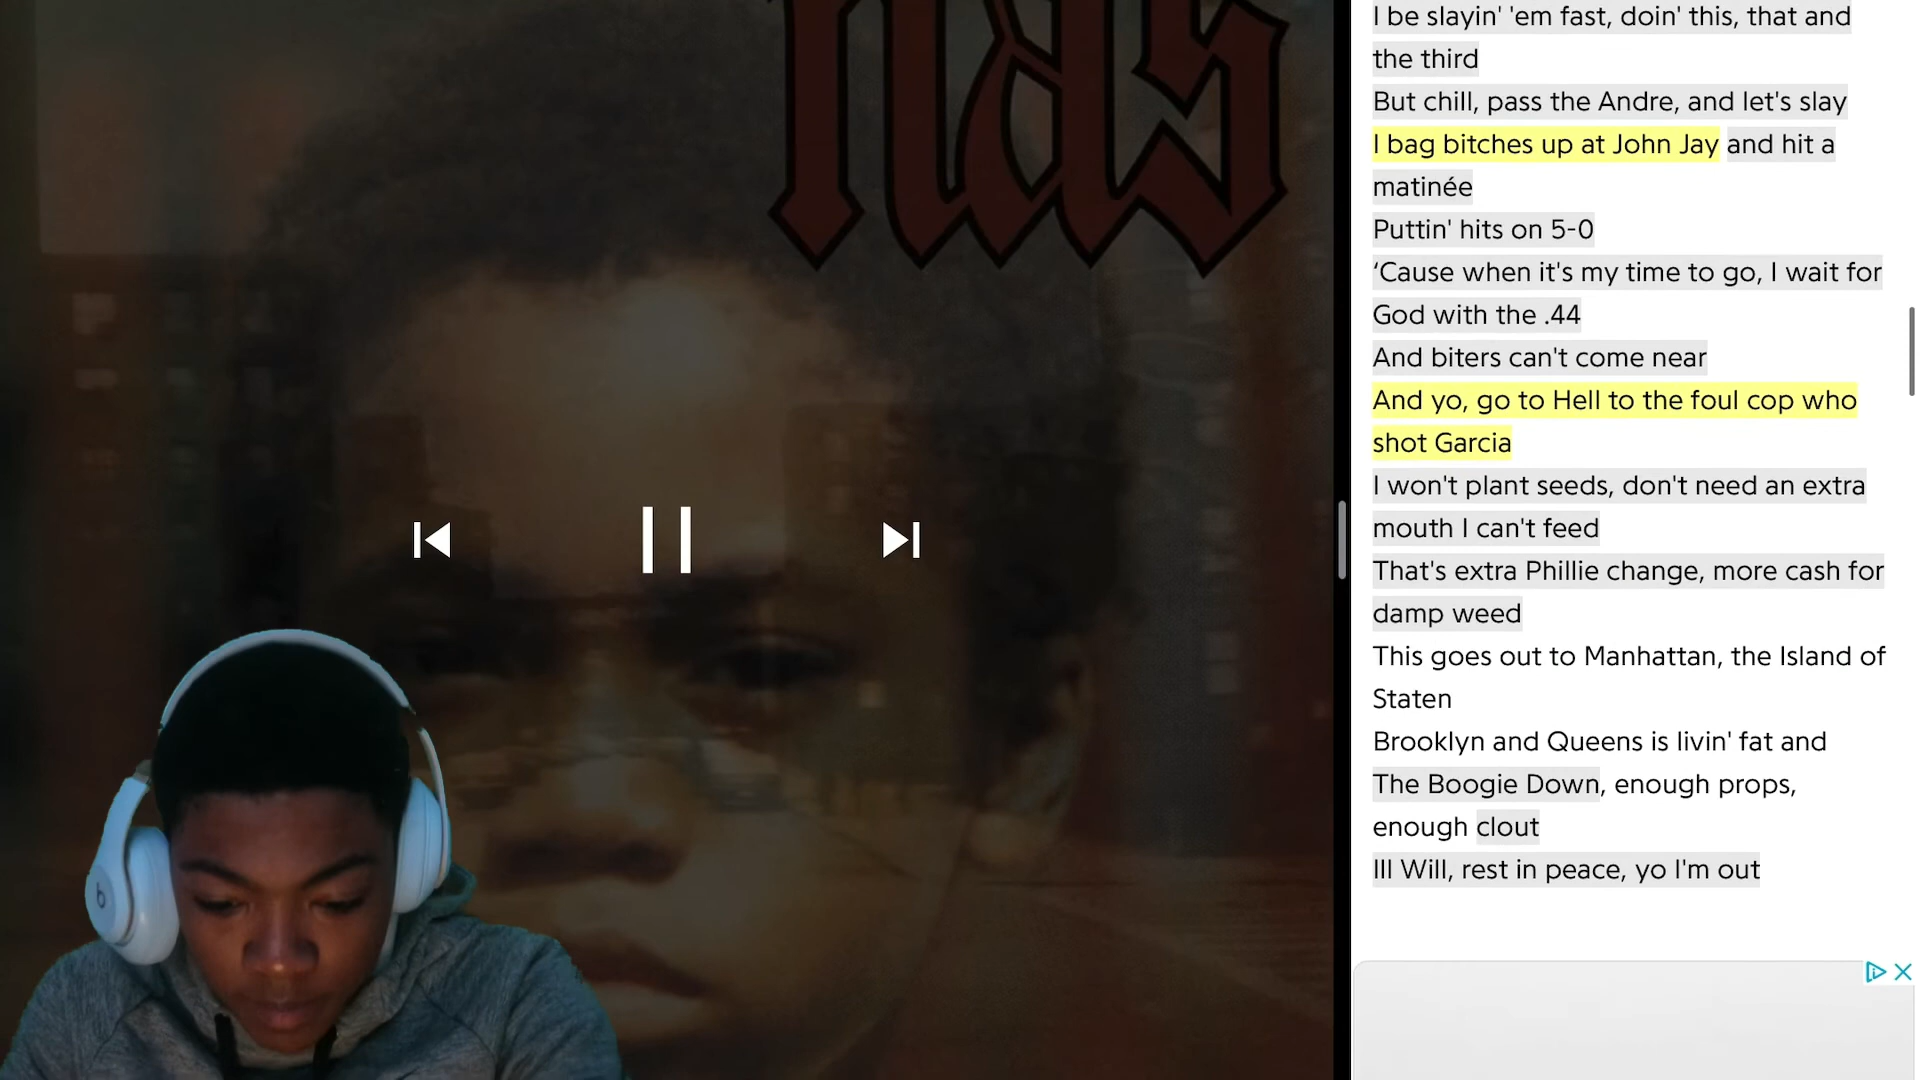 nas
I be slayin' 'em fast, doin' this, that and
the third
But chill, pass the Andre, and let's slay
I bag bitches up at John Jay and hit a
matinée
Puttin' hits on 5-0
‘Cause when it's my time to go, I wait for
God with the .44
And biters can't come near
And yo, go to Hell to the foul cop who
shot Garcia
I won't plant seeds, don't need an extra
mouth I can't feed
That's extra Phillie change, more cash for
damp weed
This goes out to Manhattan, the Island of
Staten
Brooklyn and Queens is livin' fat and
The Boogie Down, enough props,
enough clout
Ill Will, rest in peace, yo I'm out
b